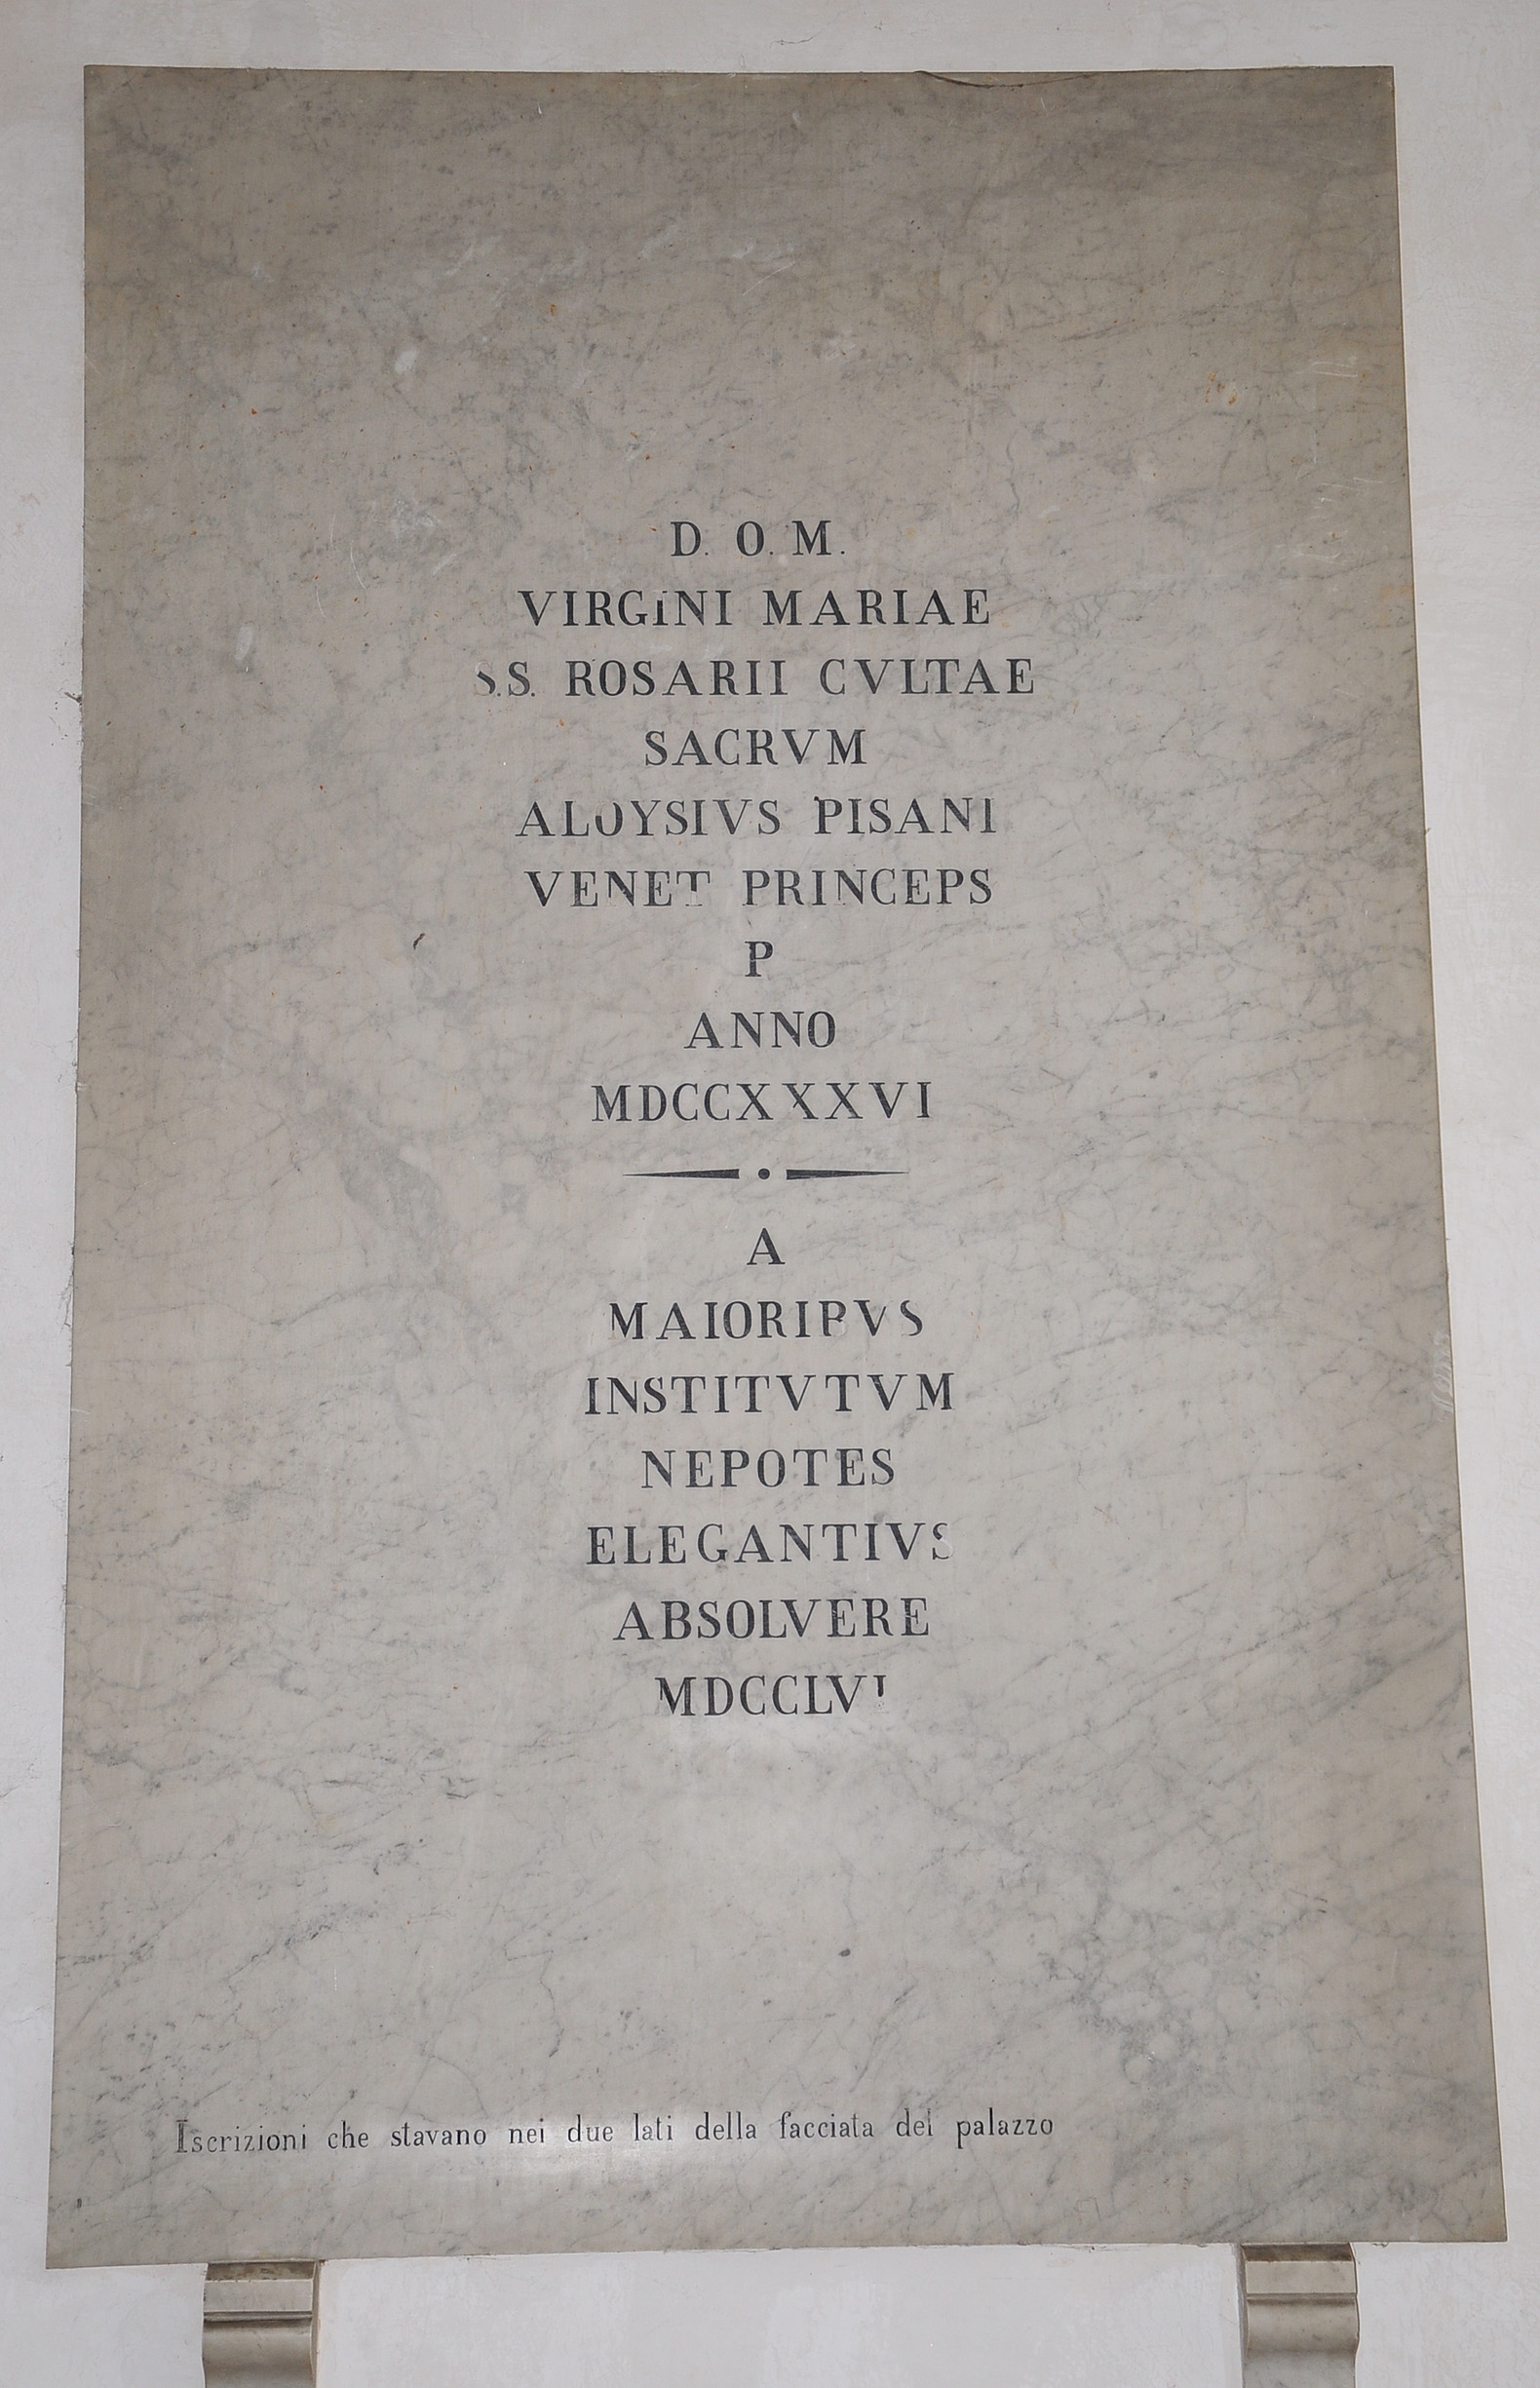 D. O. M.
VIRGINI MARIAE
S.S. ROSARII CVLTAE
SACRVM
ALOYSIVS PISANI
VENET PRINCEPS
P
ANNO
MDCCXXXVI
A
MAIORIBVS
INSTITVTVM
NEPOTES
ELEGANTIVS
ABSOLVERE
MDCCLVI
Iscrizioni che stavano nei due lati della facciata del palazzo